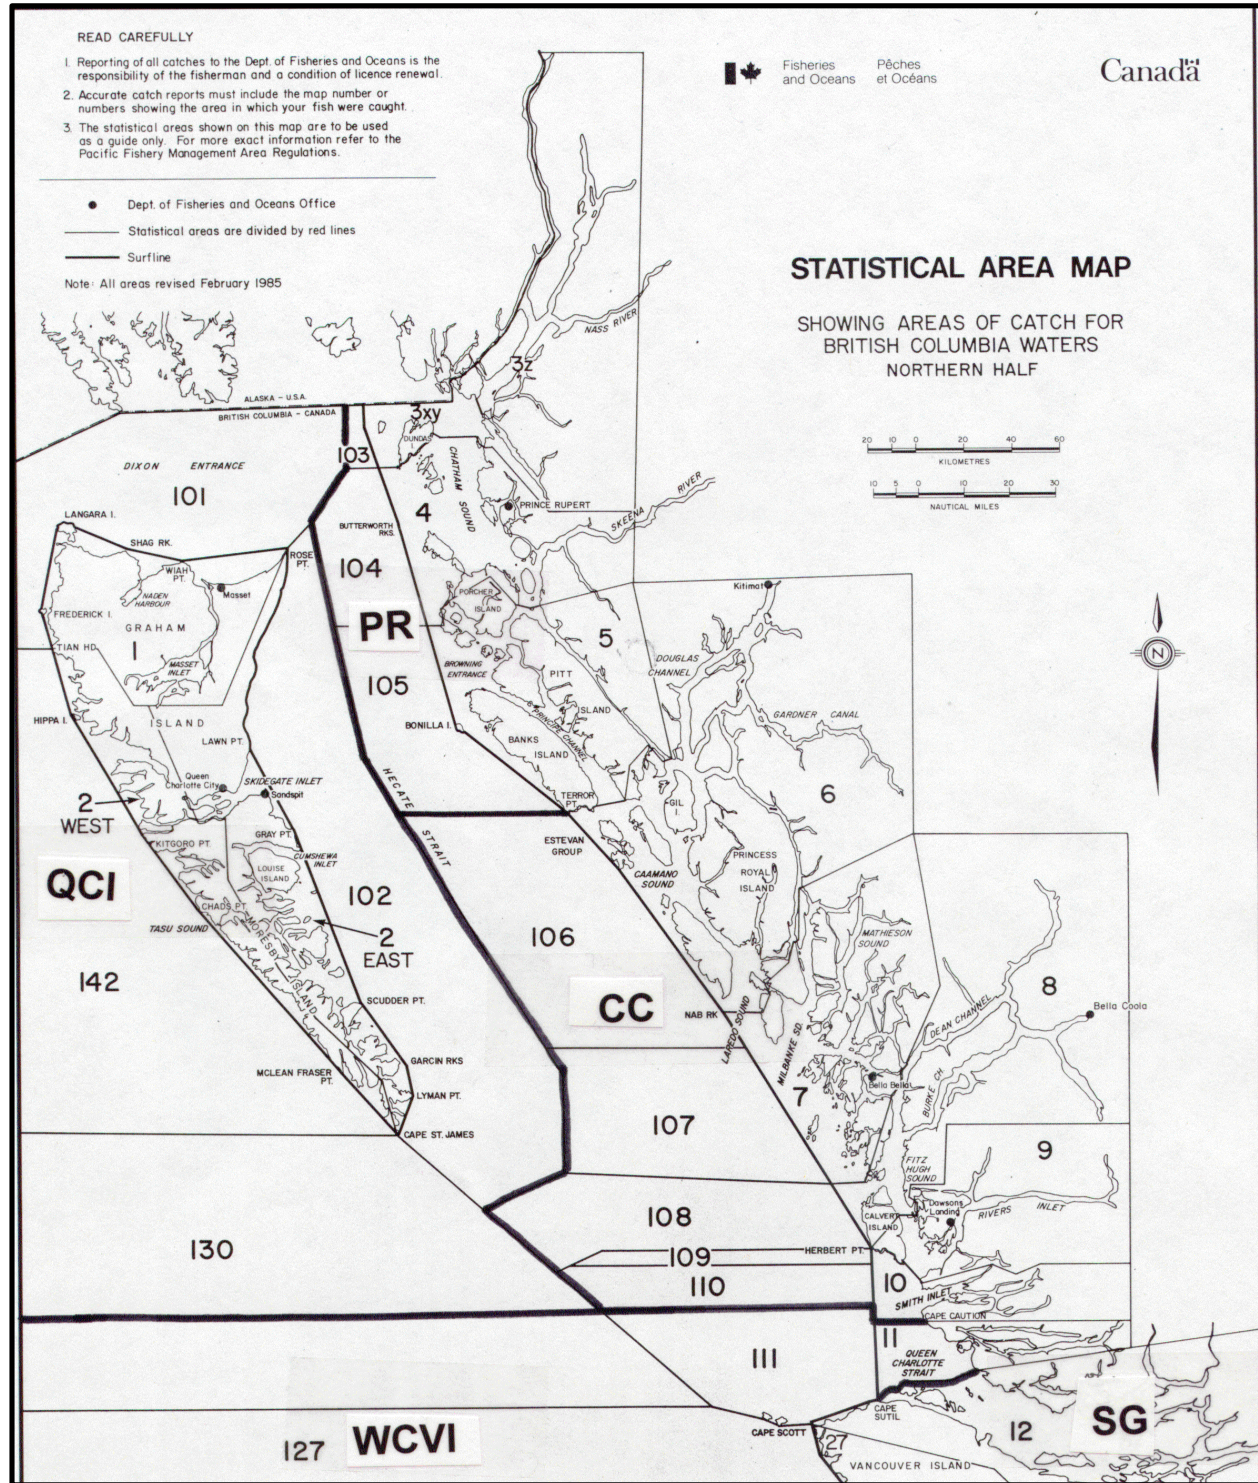 READ CAREFULLY
1. Reporting of all catches to the Dept. of Fisheries and Oceans is the
responsibility of the fisherman and a condition of licence renewal.
2. Accurate catch reports must include the map number or
numbers showing the area in which your fish were caught.
3. The statistical areas shown on this map are to be used
as a guide only. For more exact information refer to the
Pacific Fishery Management Area Regulations.
Dept. of Fisheries and Oceans Office
Statistical areas are divided by red lines
Surfline
Note: All areas revised February 1985
Fisheries
and Oceans
Pêches
et Océans
Canada
STATISTICAL AREA MAP
SHOWING AREAS OF CATCH FOR
BRITISH COLUMBIA WATERS
NORTHERN HALF
20 10 0 20 40 60
KILOMETRES
10 5 0 10 20 30
NAUTICAL MILES
N
NASS RIVER
3z
ALASKA - U.S.A.
BRITISH COLUMBIA - CANADA
3xy
DUNDAS
I.
103
DIXON ENTRANCE
101
CHATHAM SOUND
4
PRINCE RUPERT
SKEENA RIVER
LANGARA I.
SHAG RK.
BUTTERWORTH
RKS.
ROSE
PT.
WIAH
PT.
104
Masset
NADEN
HARBOUR
Kitimat
PORCHER
ISLAND
FREDERICK I.
GRAHAM
PR
5
TIAN HD.
1
MASSET
INLET
DOUGLAS
CHANNEL
BROWNING
ENTRANCE
PITT
ISLAND
105
HIPPA I.
ISLAND
BONILLA I.
PRINCIPE CHANNEL
GARDNER CANAL
LAWN PT.
BANKS
ISLAND
Queen
Charlotte City
SKIDEGATE INLET
Sandspit
HECATE STRAIT
TERROR
PT.
GIL
I.
6
2
WEST
KITGORO PT.
GRAY PT.
CUMSHEWA
INLET
ESTEVAN
GROUP
LOUISE
ISLAND
CAAMANO
SOUND
PRINCESS
ROYAL
ISLAND
QCI
102
CHADS PT.
TASU SOUND
MORESBY ISLAND
2
EAST
106
MATHIESON
SOUND
142
CC
8
SCUDDER PT.
NAB RK
LAREDO SOUND
Bella Coola
DEAN CHANNEL
MILBANKE SD.
GARCIN RKS
MCLEAN FRASER
PT.
LYMAN PT.
7
Bella Bella
BURKE CH
CAPE ST. JAMES
107
9
FITZ
HUGH
SOUND
Dawsons
Landing
RIVERS INLET
108
CALVERT
ISLAND
130
109
HERBERT PT.
110
10
SMITH INLET
CAPE CAUTION
11
111
QUEEN
CHARLOTTE
STRAIT
CAPE
SUTIL
SG
CAPE SCOTT
12
127
WCVI
27
VANCOUVER ISLAND